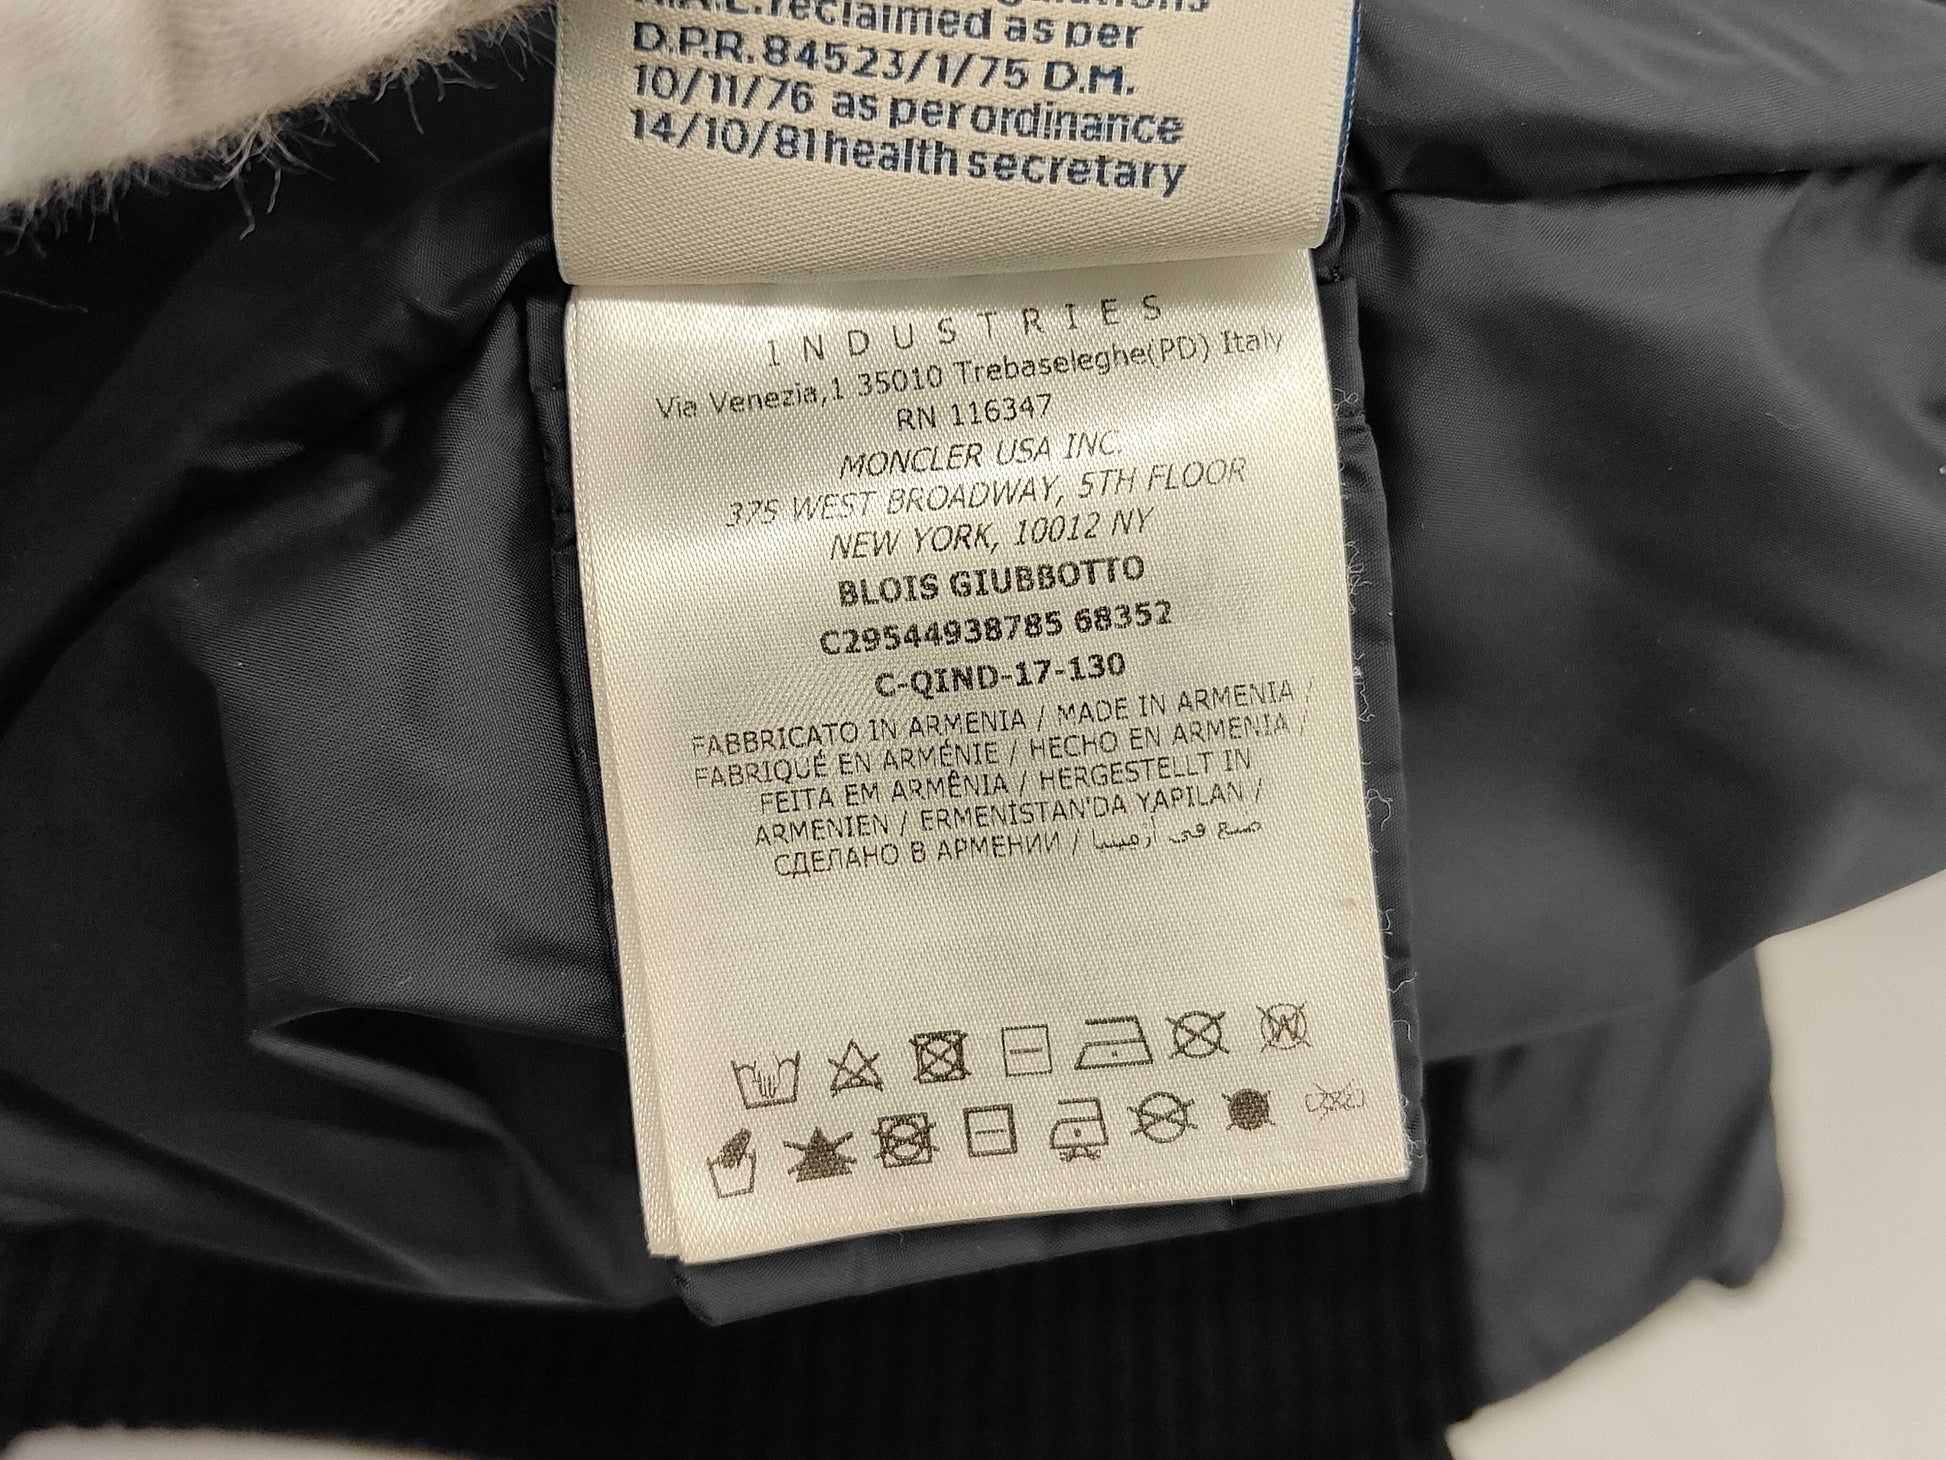 reclaimed as per
D.P.R. 84523/1/75 D.M.
10/11/76 as per ordinance
14/10/81 health secretary
INDUSTRIES
Via Venezia,1 35010 Trebaseleghe(PD) Italy
RN 116347
MONCLER USA INC.
375 WEST BROADWAY, 5TH FLOOR
NEW YORK, 10012 NY
BLOIS GIUBBOTTO
C29544938785 68352
C-QIND-17-130
FABBRICATO IN ARMENIA / MADE IN ARMENIA /
FABRIQUÉ EN ARMÉNIE / HECHO EN ARMENIA /
FEITA EM ARMÊNIA / HERGESTELLT IN
ARMENIEN / ERMENİSTAN'DA YAPILAN /
СДЕЛАНО В АРМЕНИИ / صنع في أرمينيا
W